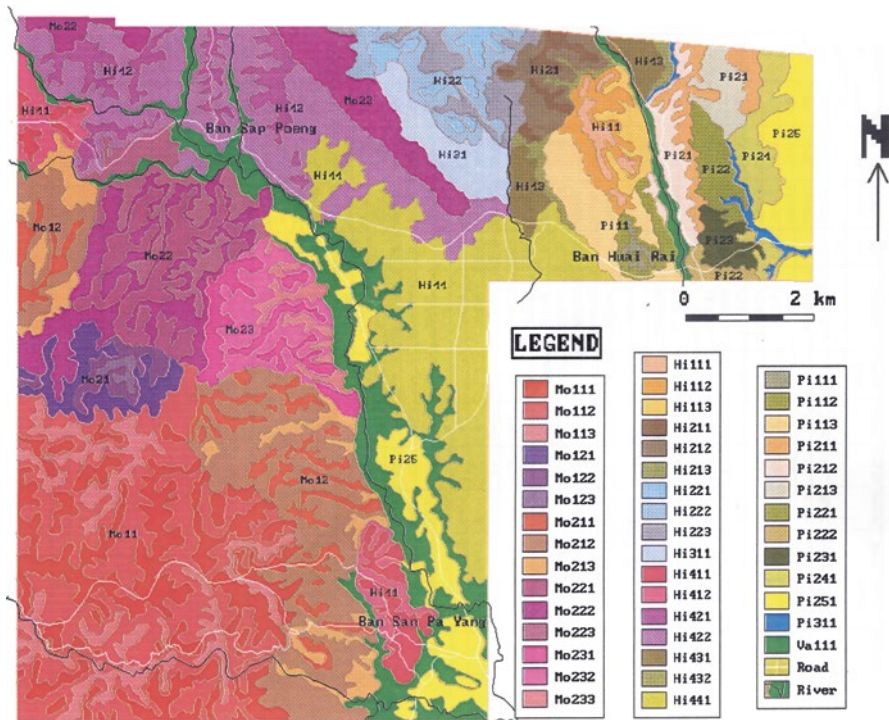 Mo22
Hi42
Hi41
Ban Sap Poeng
Hi42
Mo22
Hi22
Hi31
Hi21
Hi43
Hi11
Pi21
Pi25
Pi24
Pi22
Pi21
Hi44
Hi43
Pi11
Pi23
Ban Huai Rai
Pi22
Mo12
Mo22
Hi44
Mo23
Mo21
Pi25
Mo12
Mo11
Hi41
Ban San Pa Yang
N
0 2 km
LEGEND
Mo111
Mo112
Mo113
Mo121
Mo122
Mo123
Mo211
Mo212
Mo213
Mo221
Mo222
Mo223
Mo231
Mo232
Mo233
Hi111
Hi112
Hi113
Hi211
Hi212
Hi213
Hi221
Hi222
Hi223
Hi311
Hi411
Hi412
Hi421
Hi422
Hi431
Hi432
Hi441
Pi111
Pi112
Pi113
Pi211
Pi212
Pi213
Pi221
Pi222
Pi231
Pi241
Pi251
Pi311
Va111
Road
River